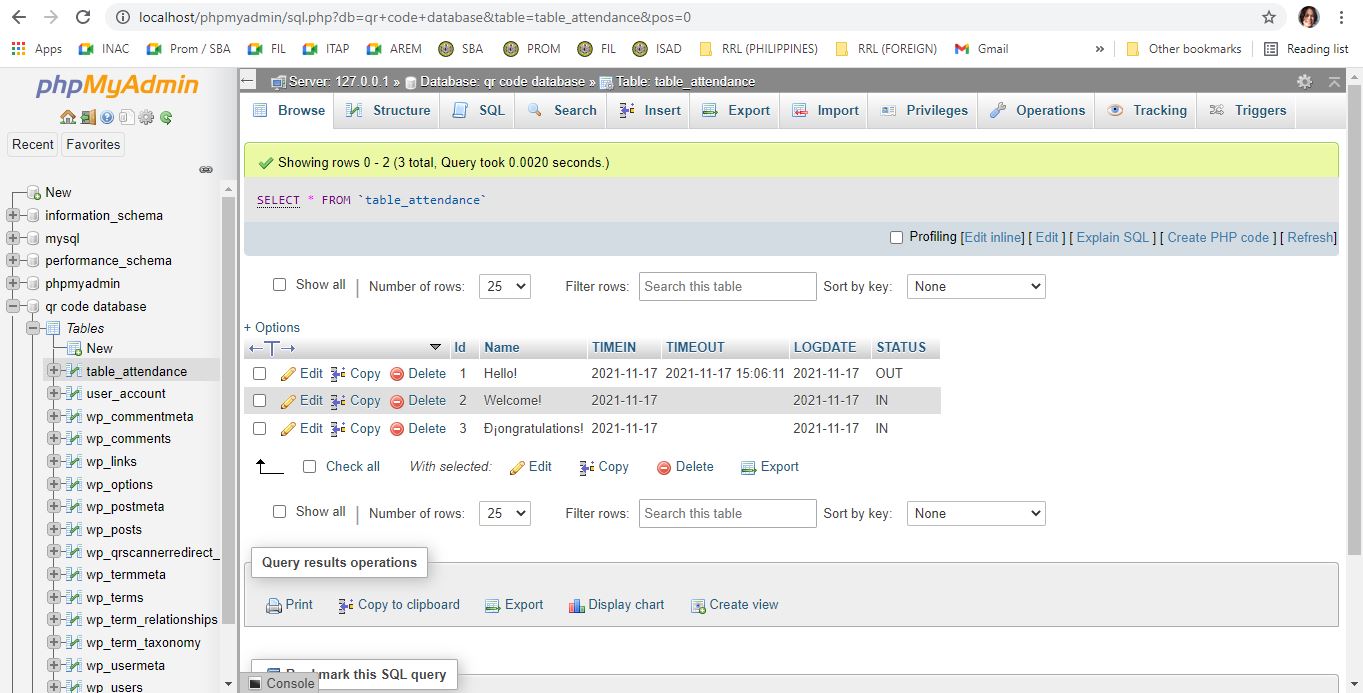 localhost/phpmyadmin/sql.php?db=qr+code+database&table=table_attendance&pos=0
Apps INAC Prom / SBA FIL ITAP AREM SBA PROM FIL ISAD RRL (PHILIPPINES) RRL (FOREIGN) Gmail » Other bookmarks Reading list
phpMyAdmin
Recent Favorites
New
information_schema
mysql
performance_schema
phpmyadmin
qr code database
Tables
New
table_attendance
user_account
wp_commentmeta
wp_comments
wp_links
wp_options
wp_postmeta
wp_posts
wp_qrscannerredirect_
wp_termmeta
wp_terms
wp_term_relationships
wp_term_taxonomy
wp_usermeta
wp_users
Server: 127.0.0.1 » Database: qr code database » Table: table_attendance
Browse Structure SQL Search Insert Export Import Privileges Operations Tracking Triggers
Showing rows 0 - 2 (3 total, Query took 0.0020 seconds.)
SELECT * FROM `table_attendance`
Profiling [Edit inline] [ Edit ] [ Explain SQL ] [ Create PHP code ] [ Refresh]
Show all | Number of rows: 25 Filter rows: Search this table Sort by key: None
+ Options
←T→ Id Name TIMEIN TIMEOUT LOGDATE STATUS
Edit Copy Delete 1 Hello! 2021-11-17 2021-11-17 15:06:11 2021-11-17 OUT
Edit Copy Delete 2 Welcome! 2021-11-17 2021-11-17 IN
Edit Copy Delete 3 Ð¡ongratulations! 2021-11-17 2021-11-17 IN
Check all With selected: Edit Copy Delete Export
Show all | Number of rows: 25 Filter rows: Search this table Sort by key: None
Query results operations
Print Copy to clipboard Export Display chart Create view
mark this SQL query
Console